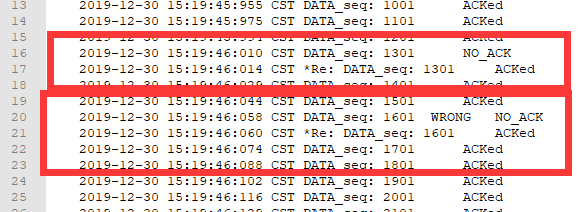 13 2019-12-30 15:19:45:955 CST DATA_seq: 1001 ACKed
14 2019-12-30 15:19:45:975 CST DATA_seq: 1101 ACKed
15 2019-12-30 15:19:45:994 CST DATA_seq: 1201 ACKed
16 2019-12-30 15:19:46:010 CST DATA_seq: 1301 NO_ACK
17 2019-12-30 15:19:46:014 CST *Re: DATA_seq: 1301 ACKed
18 2019-12-30 15:19:46:029 CST DATA_seq: 1401 ACKed
19 2019-12-30 15:19:46:044 CST DATA_seq: 1501 ACKed
20 2019-12-30 15:19:46:058 CST DATA_seq: 1601 WRONG NO_ACK
21 2019-12-30 15:19:46:060 CST *Re: DATA_seq: 1601 ACKed
22 2019-12-30 15:19:46:074 CST DATA_seq: 1701 ACKed
23 2019-12-30 15:19:46:088 CST DATA_seq: 1801 ACKed
24 2019-12-30 15:19:46:102 CST DATA_seq: 1901 ACKed
25 2019-12-30 15:19:46:116 CST DATA_seq: 2001 ACKed